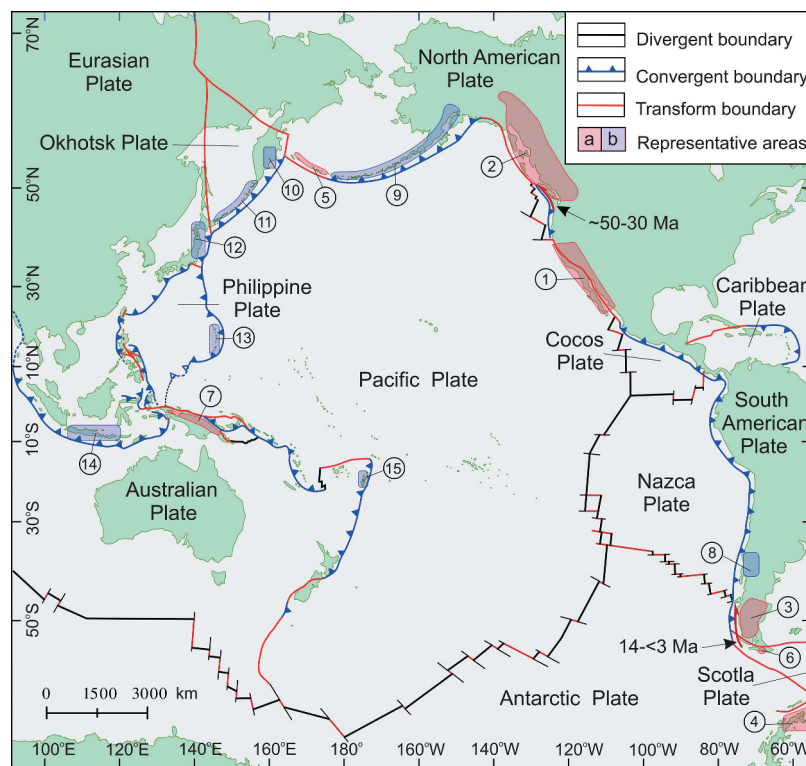 70°N
50°N
30°N
10°N
10°S
30°S
50°S
Eurasian
Plate
North American
Plate
Divergent boundary
Convergent boundary
Transform boundary
a b Representative areas
Okhotsk Plate
2
10
5
9
11
12
~50-30 Ma
1
Philippine
Plate
Caribbean
Plate
13
Cocos
Plate
Pacific Plate
7
South
American
Plate
14
15
Australian
Plate
Nazca
Plate
8
3
14-<3 Ma
6
Scotla
Plate
Antarctic Plate
4
0 1500 3000 km
100°E 120°E 140°E 160°E 180°W 160°W 140°W 120°W 100°W 80°W 60°W